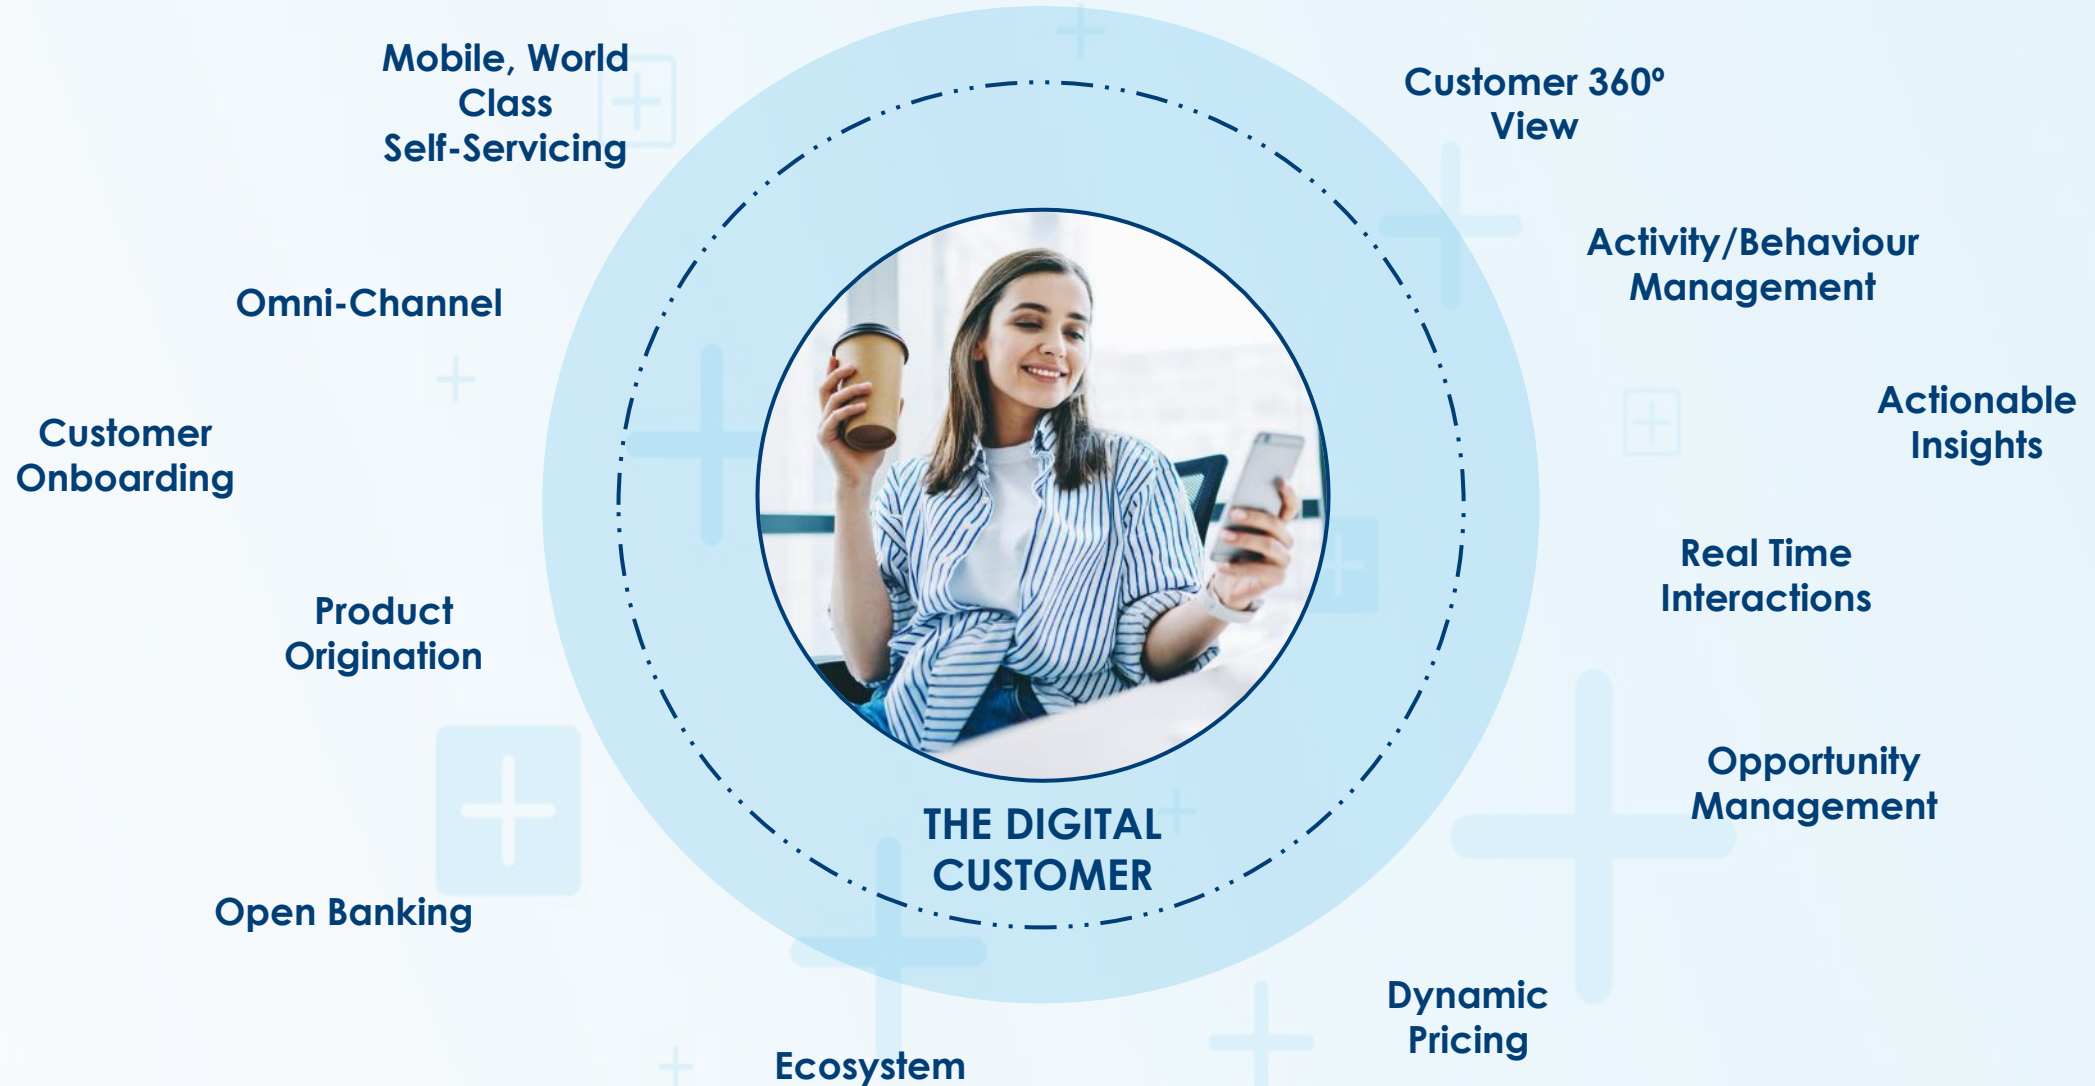 Mobile, World
Class
Self-Servicing
Customer 360º
View
Omni-Channel
Activity/Behaviour
Management
Customer
Onboarding
Actionable
Insights
Product
Origination
Real Time
Interactions
Open Banking
Opportunity
Management
THE DIGITAL
CUSTOMER
Ecosystem
Dynamic
Pricing